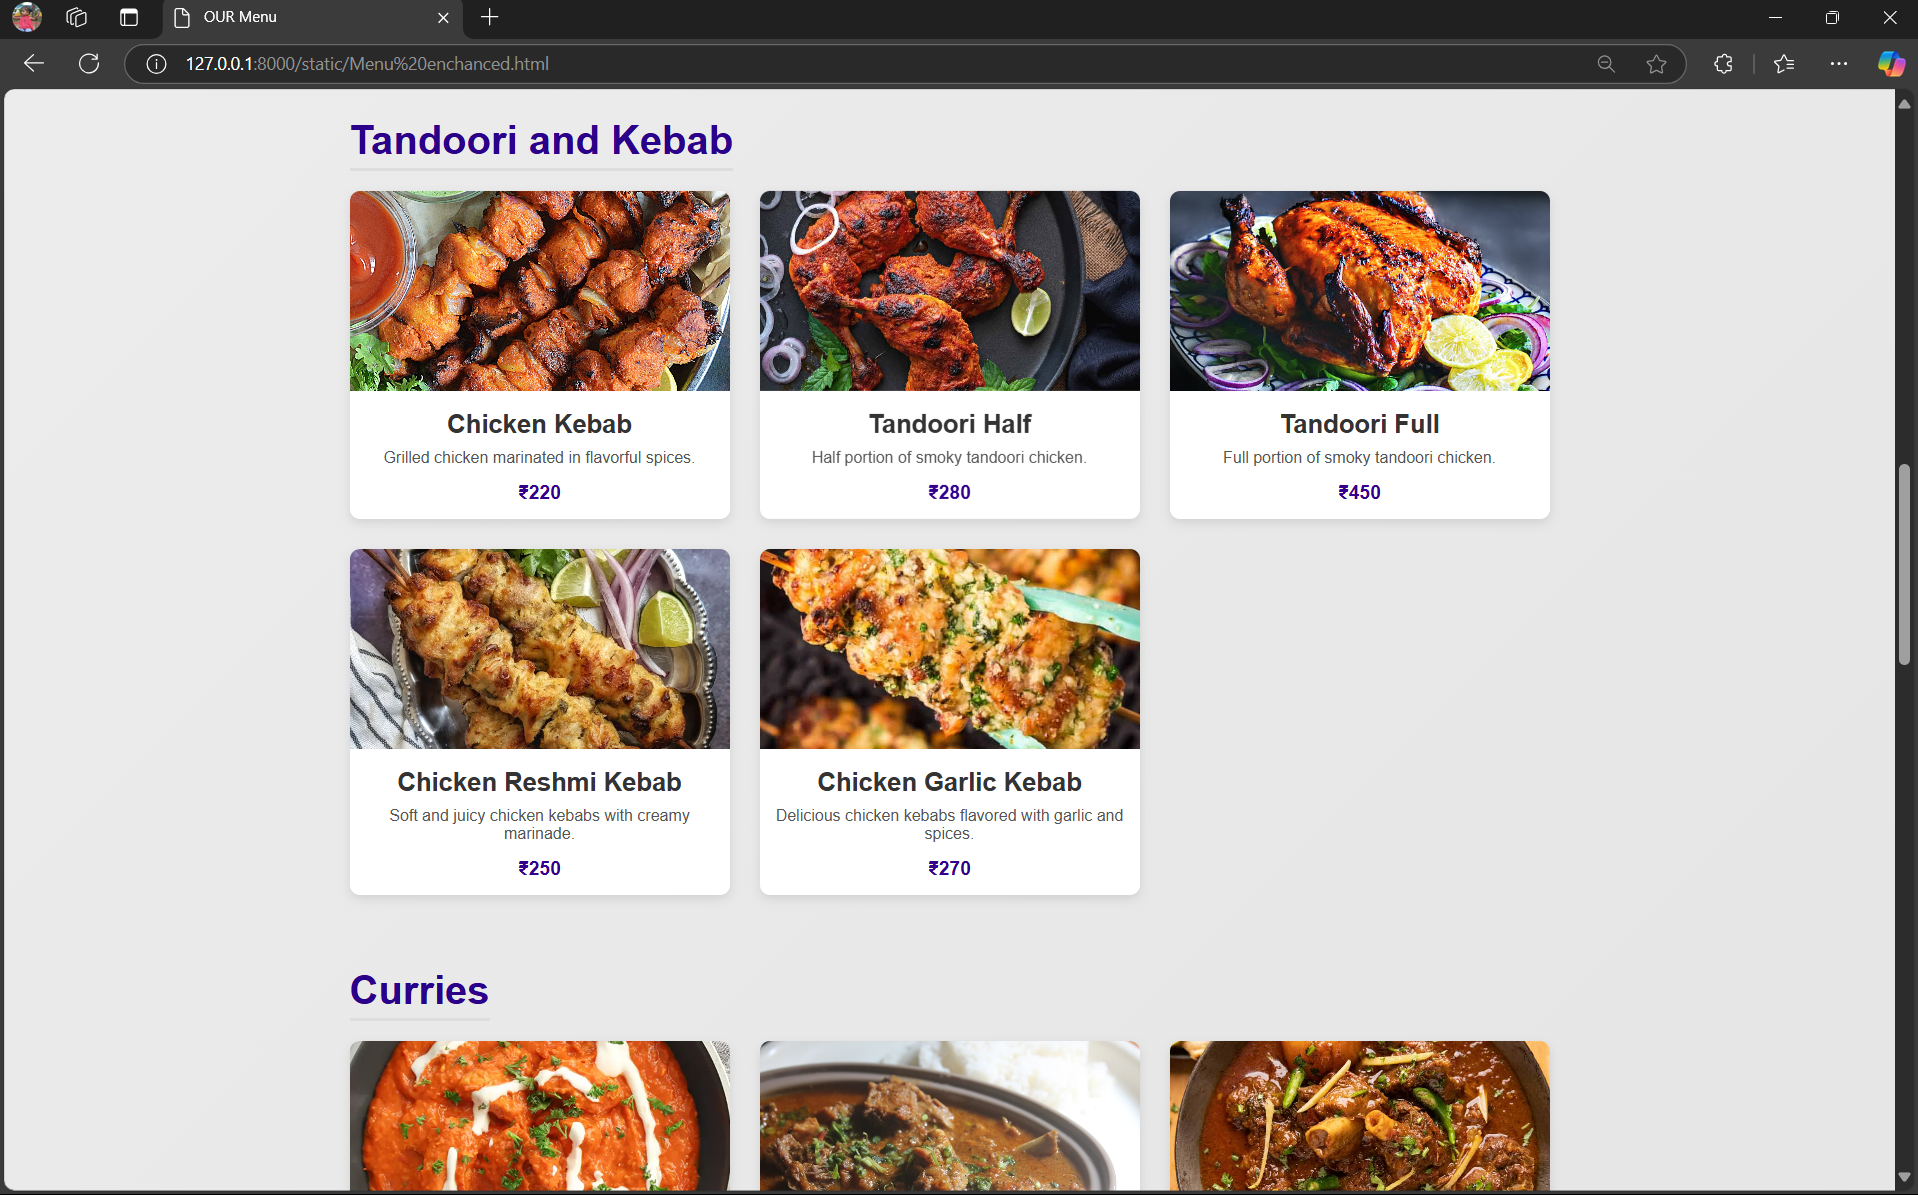 OUR Menu
127.0.0.1:8000/static/Menu%20enchanced.html
Tandoori and Kebab
Chicken Kebab
Grilled chicken marinated in flavorful spices.
₹220
Tandoori Half
Half portion of smoky tandoori chicken.
₹280
Tandoori Full
Full portion of smoky tandoori chicken.
₹450
Chicken Reshmi Kebab
Soft and juicy chicken kebabs with creamy
marinade.
₹250
Chicken Garlic Kebab
Delicious chicken kebabs flavored with garlic and
spices.
₹270
Curries